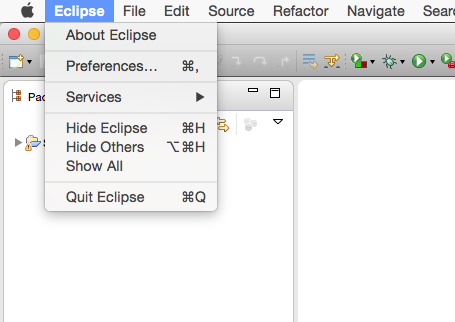 Eclipse File Edit Source Refactor Navigate Sear
About Eclipse
Preferences... ⌘,
Services
Hide Eclipse ⌘H
Hide Others ⌥⌘H
Show All
Quit Eclipse ⌘Q
Pac